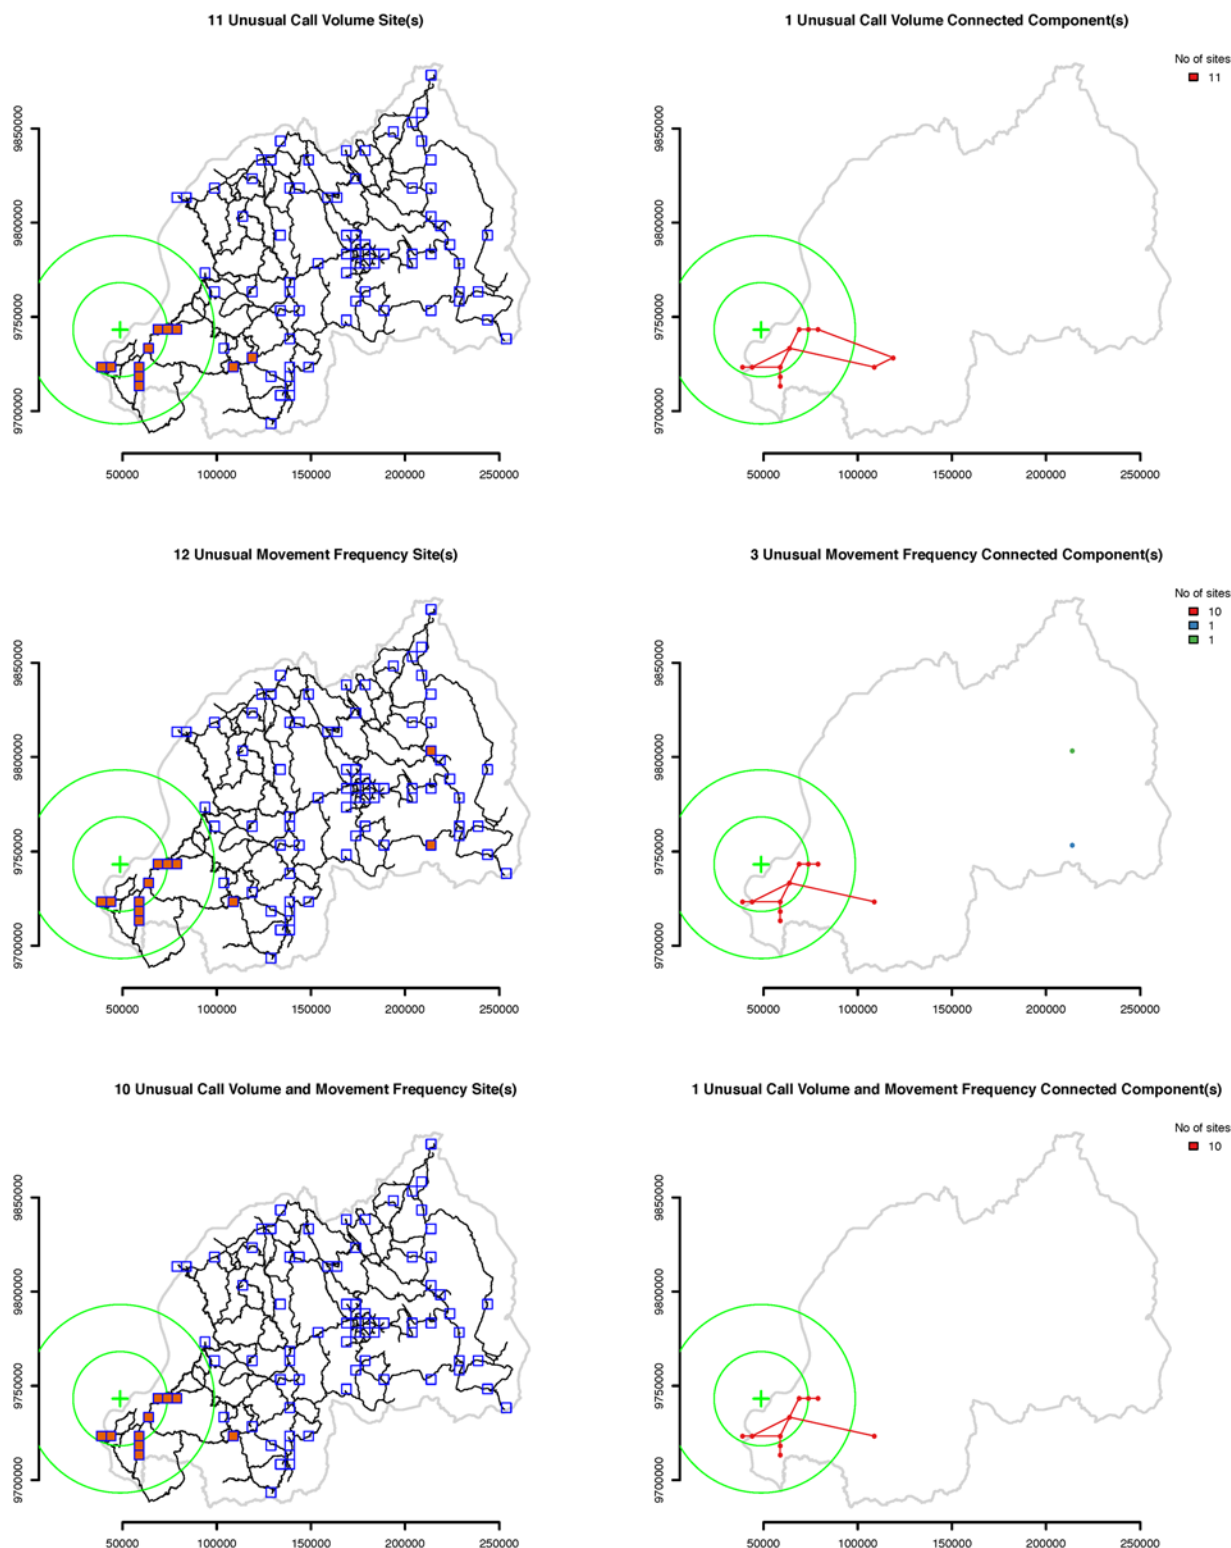 11 Unusual Call Volume Site(s)
1 Unusual Call Volume Connected Component(s)
No of sites
11
9850000
9800000
9750000
9700000
50000 100000 150000 200000 250000
9850000
9800000
9750000
9700000
50000 100000 150000 200000 250000
12 Unusual Movement Frequency Site(s)
3 Unusual Movement Frequency Connected Component(s)
No of sites
10
1
1
9850000
9800000
9750000
9700000
50000 100000 150000 200000 250000
9850000
9800000
9750000
9700000
50000 100000 150000 200000 250000
10 Unusual Call Volume and Movement Frequency Site(s)
1 Unusual Call Volume and Movement Frequency Connected Component(s)
No of sites
10
9850000
9800000
9750000
9700000
50000 100000 150000 200000 250000
9850000
9800000
9750000
9700000
50000 100000 150000 200000 250000